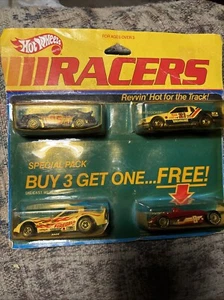 Hot Wheels
RACERS
Revvin' Hot for the Track!
SPECIAL PACK
BUY 3 GET ONE...FREE!